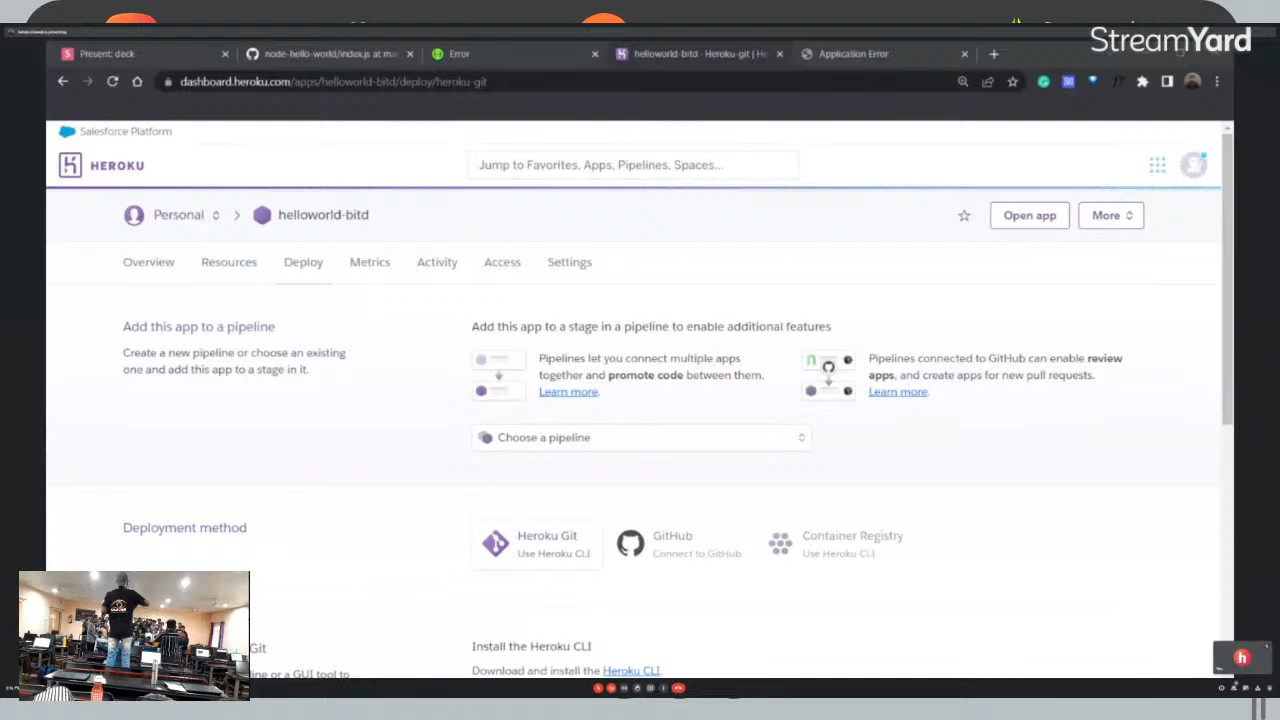 StreamYard
Present: deck
node-hello-world/index.js at ma
Error
helloworld-bitd · Heroku-git | He
Application Error
dashboard.heroku.com/apps/helloworld-bitd/deploy/heroku-git
Salesforce Platform
HEROKU
Jump to Favorites, Apps, Pipelines, Spaces...
Personal
helloworld-bitd
Open app
More
Overview
Resources
Deploy
Metrics
Activity
Access
Settings
Add this app to a pipeline
Create a new pipeline or choose an existing
one and add this app to a stage in it.
Add this app to a stage in a pipeline to enable additional features
Pipelines let you connect multiple apps
together and promote code between them.
Learn more.
Pipelines connected to GitHub can enable review
apps, and create apps for new pull requests.
Learn more.
Choose a pipeline
Deployment method
Heroku Git
Use Heroku CLI
GitHub
Connect to GitHub
Container Registry
Use Heroku CLI
Git
or a GUI tool to
Install the Heroku CLI
Download and install the Heroku CLI.
h